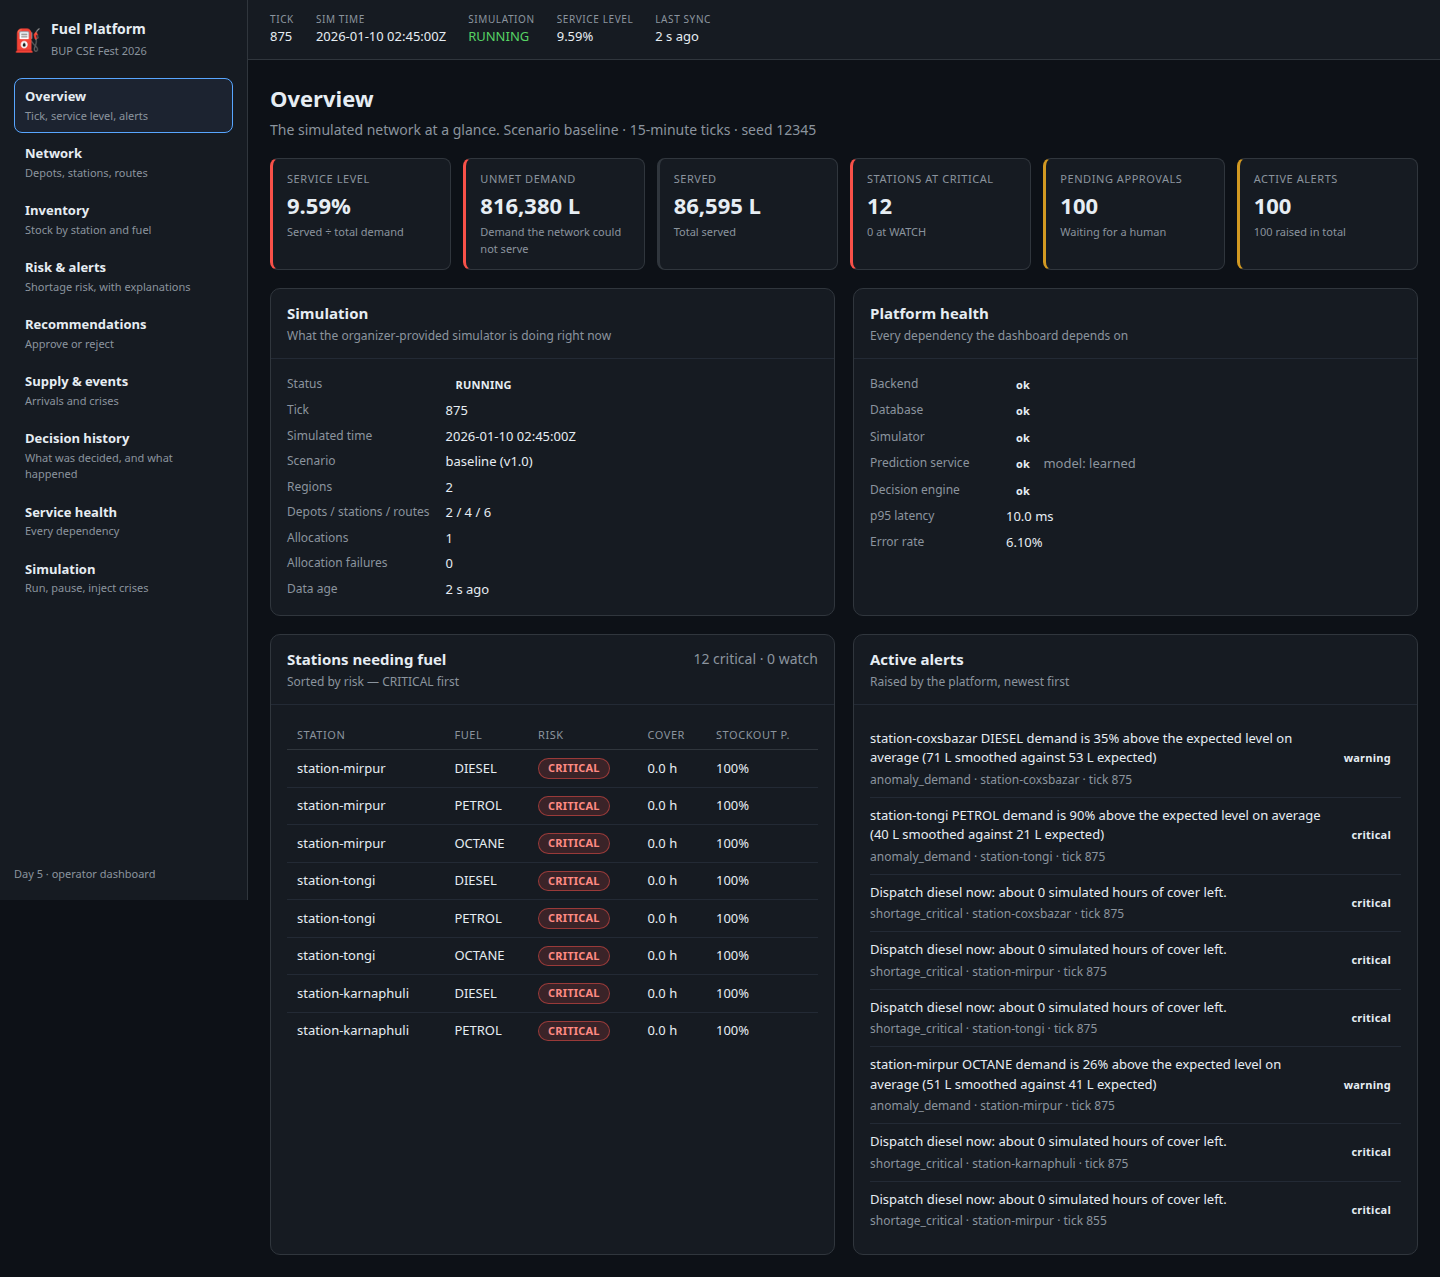 Fuel Platform
BUP CSE Fest 2026
Overview
Tick, service level, alerts
Network
Depots, stations, routes
Inventory
Stock by station and fuel
Risk & alerts
Shortage risk, with explanations
Recommendations
Approve or reject
Supply & events
Arrivals and crises
Decision history
What was decided, and what
happened
Service health
Every dependency
Simulation
Run, pause, inject crises
Day 5 · operator dashboard
TICK SIM TIME SIMULATION SERVICE LEVEL LAST SYNC
875 2026-01-10 02:45:00Z RUNNING 9.59% 2 s ago
Overview
The simulated network at a glance. Scenario baseline · 15-minute ticks · seed 12345
SERVICE LEVEL
9.59%
Served ÷ total demand
UNMET DEMAND
816,380 L
Demand the network could
not serve
SERVED
86,595 L
Total served
STATIONS AT CRITICAL
12
0 at WATCH
PENDING APPROVALS
100
Waiting for a human
ACTIVE ALERTS
100
100 raised in total
Simulation
What the organizer-provided simulator is doing right now
Status RUNNING
Tick 875
Simulated time 2026-01-10 02:45:00Z
Scenario baseline (v1.0)
Regions 2
Depots / stations / routes 2 / 4 / 6
Allocations 1
Allocation failures 0
Data age 2 s ago
Platform health
Every dependency the dashboard depends on
Backend ok
Database ok
Simulator ok
Prediction service ok model: learned
Decision engine ok
p95 latency 10.0 ms
Error rate 6.10%
Stations needing fuel 12 critical · 0 watch
Sorted by risk — CRITICAL first
STATION FUEL RISK COVER STOCKOUT P.
station-mirpur DIESEL CRITICAL 0.0 h 100%
station-mirpur PETROL CRITICAL 0.0 h 100%
station-mirpur OCTANE CRITICAL 0.0 h 100%
station-tongi DIESEL CRITICAL 0.0 h 100%
station-tongi PETROL CRITICAL 0.0 h 100%
station-tongi OCTANE CRITICAL 0.0 h 100%
station-karnaphuli DIESEL CRITICAL 0.0 h 100%
station-karnaphuli PETROL CRITICAL 0.0 h 100%
Active alerts
Raised by the platform, newest first
station-coxsbazar DIESEL demand is 35% above the expected level on
average (71 L smoothed against 53 L expected) warning
anomaly_demand · station-coxsbazar · tick 875
station-tongi PETROL demand is 90% above the expected level on average
(40 L smoothed against 21 L expected) critical
anomaly_demand · station-tongi · tick 875
Dispatch diesel now: about 0 simulated hours of cover left. critical
shortage_critical · station-coxsbazar · tick 875
Dispatch diesel now: about 0 simulated hours of cover left. critical
shortage_critical · station-mirpur · tick 875
Dispatch diesel now: about 0 simulated hours of cover left. critical
shortage_critical · station-tongi · tick 875
station-mirpur OCTANE demand is 26% above the expected level on
average (51 L smoothed against 41 L expected) warning
anomaly_demand · station-mirpur · tick 875
Dispatch diesel now: about 0 simulated hours of cover left. critical
shortage_critical · station-karnaphuli · tick 875
Dispatch diesel now: about 0 simulated hours of cover left. critical
shortage_critical · station-mirpur · tick 855